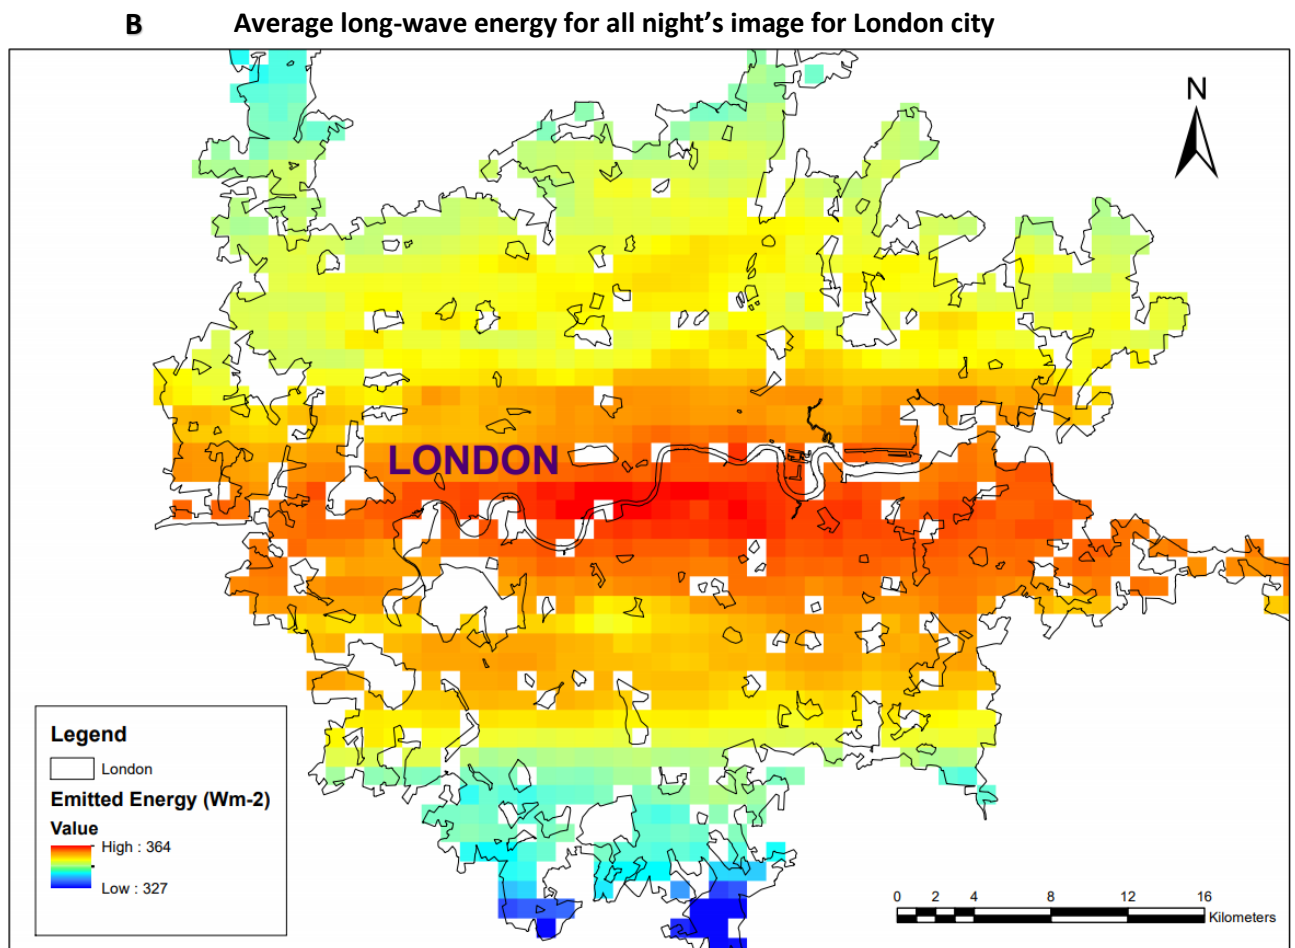 B Average long-wave energy for all night's image for London city
N
LONDON
Legend
London
Emitted Energy (Wm-2)
Value
High : 364
Low : 327
0 2 4 8 12 16
Kilometers